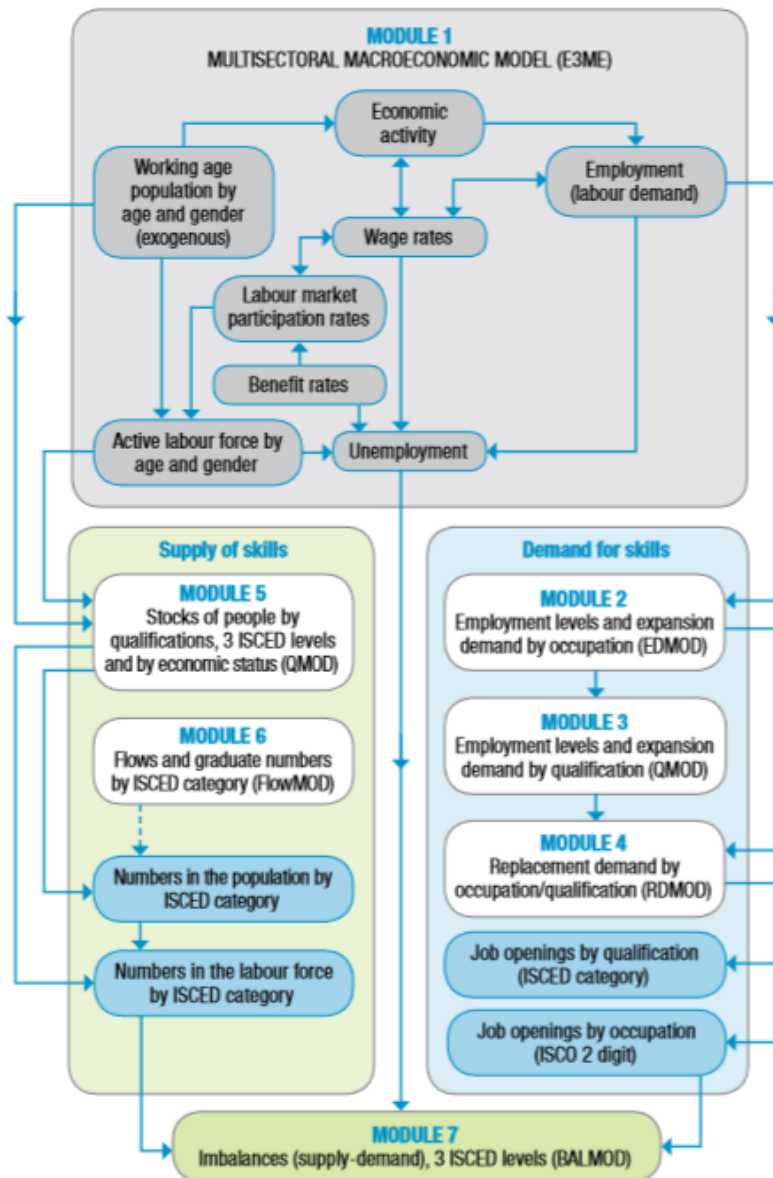 MODULE 1
MULTISECTORAL MACROECONOMIC MODEL (E3ME)
Economic
activity
Working age
population by
age and gender
(exogenous)
Employment
(labour demand)
Wage rates
Labour market
participation rates
Benefit rates
Active labour force by
age and gender
Unemployment
Supply of skills
MODULE 5
Stocks of people by
qualifications, 3 ISCED levels
and by economic status (QMOD)
MODULE 6
Flows and graduate numbers
by ISCED category (FlowMOD)
Numbers in the population by
ISCED category
Numbers in the labour force
by ISCED category
Demand for skills
MODULE 2
Employment levels and expansion
demand by occupation (EDMOD)
MODULE 3
Employment levels and expansion
demand by qualification (QMOD)
MODULE 4
Replacement demand by
occupation/qualification (RDMOD)
Job openings by qualification
(ISCED category)
Job openings by occupation
(ISCO 2 digit)
MODULE 7
Imbalances (supply-demand), 3 ISCED levels (BALMOD)